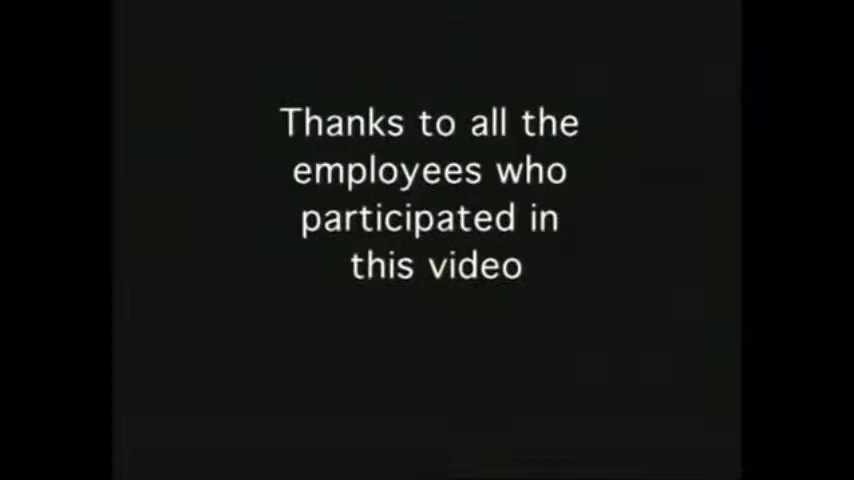 Thanks to all the
employees who
participated in
this video